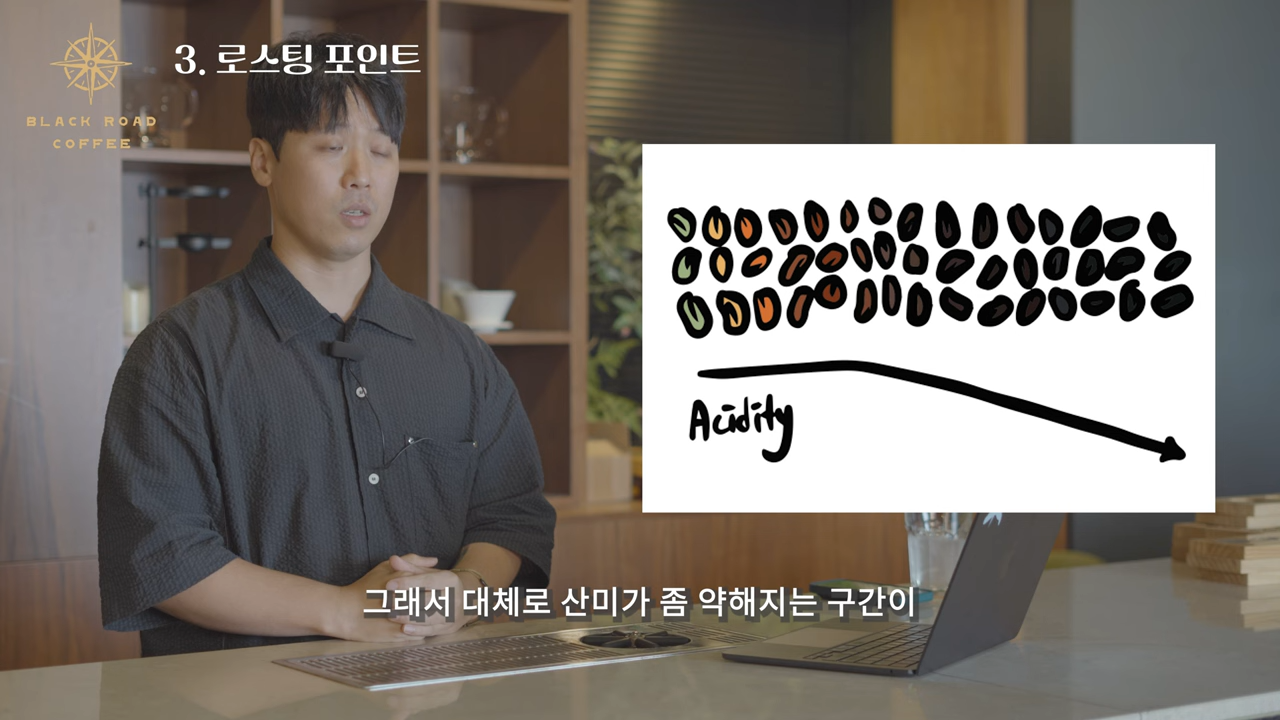 3. 로스팅 포인트
BLACK ROAD
COFFEE
Acidity
그래서 대체로 산미가 좀 약해지는 구간이